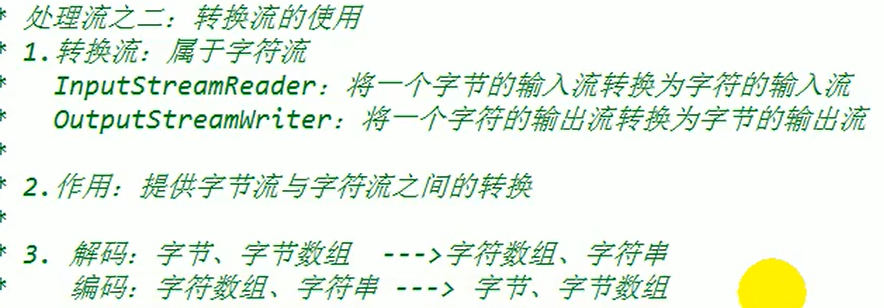 * 处理流之二：转换流的使用
* 1.转换流：属于字符流
*   InputStreamReader：将一个字节的输入流转换为字符的输入流
*   OutputStreamWriter：将一个字符的输出流转换为字节的输出流
*
* 2.作用：提供字节流与字符流之间的转换
*
* 3. 解码：字节、字节数组  --->字符数组、字符串
*    编码：字符数组、字符串 ---> 字节、字节数组